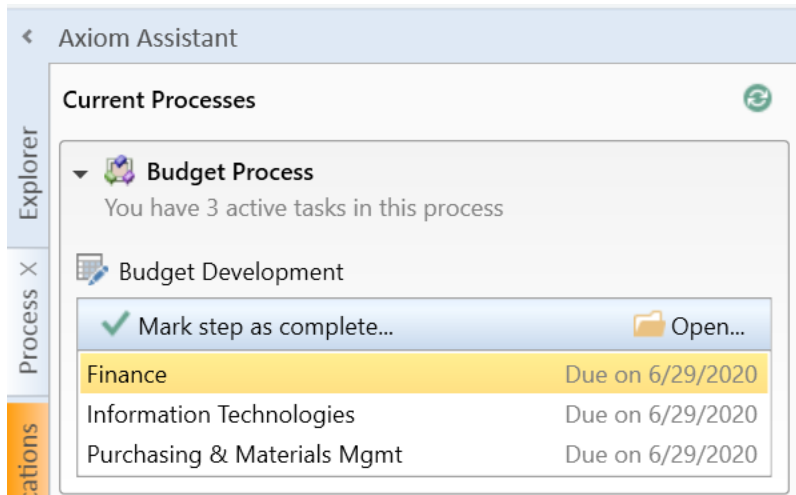 Axiom Assistant
Explorer
Process X
Current Processes
Budget Process
You have 3 active tasks in this process
Budget Development
Mark step as complete... Open...
Finance Due on 6/29/2020
Information Technologies Due on 6/29/2020
Purchasing & Materials Mgmt Due on 6/29/2020